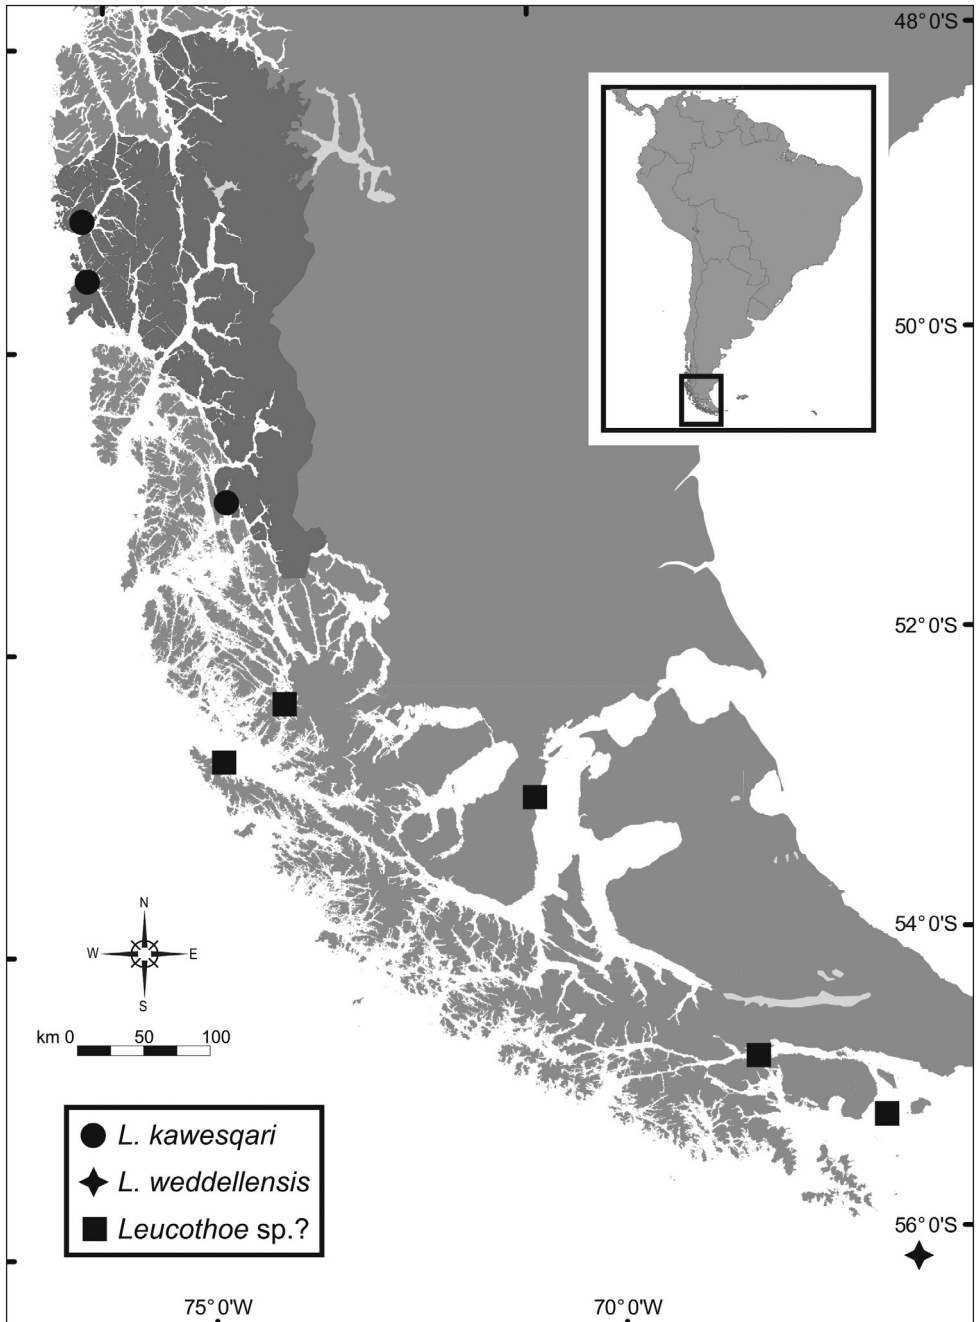 48°0'S
50°0'S
52°0'S
54°0'S
56°0'S
N
W E
S
km 0 50 100
L. kawesqari
L. weddellensis
Leucothoe sp.?
75°0'W 70°0'W